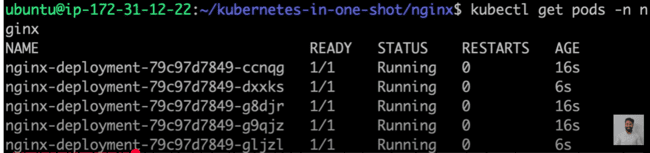 ubuntu@ip-172-31-12-22:~/kubernetes-in-one-shot/nginx$ kubectl get pods -n n
ginx
NAME READY STATUS RESTARTS AGE
nginx-deployment-79c97d7849-ccnqg 1/1 Running 0 16s
nginx-deployment-79c97d7849-dxxks 1/1 Running 0 6s
nginx-deployment-79c97d7849-g8djr 1/1 Running 0 16s
nginx-deployment-79c97d7849-g9qjz 1/1 Running 0 16s
nginx-deployment-79c97d7849-gljzl 1/1 Running 0 6s